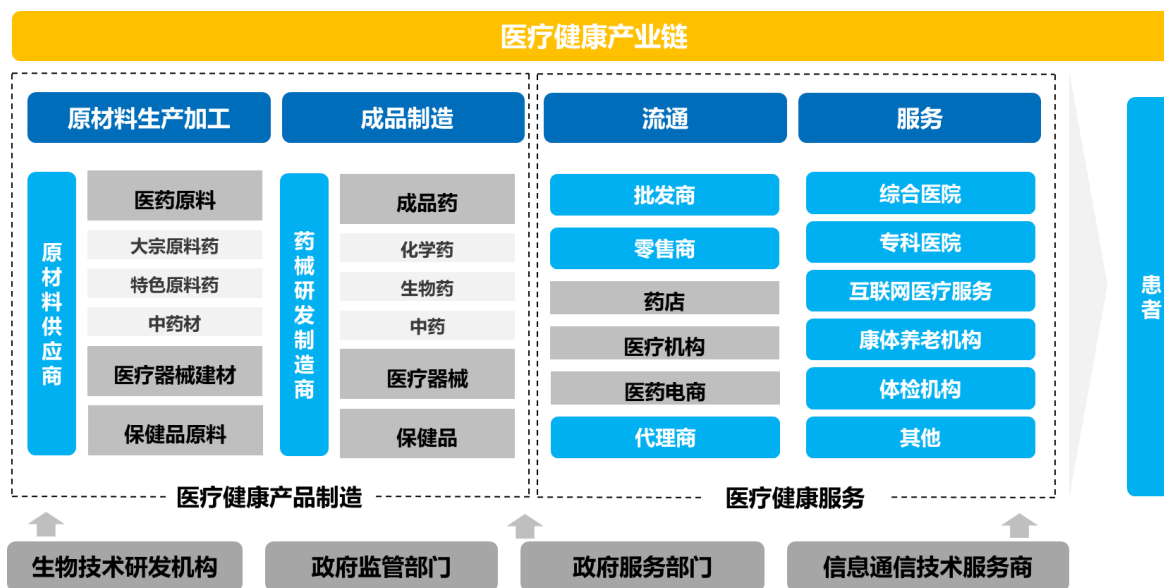 医疗健康产业链
原材料生产加工
成品制造
流通
服务
原材料供应商
医药原料
大宗原料药
特色原料药
中药材
医疗器械建材
保健品原料
药械研发制造商
成品药
化学药
生物药
中药
医疗器械
保健品
批发商
零售商
药店
医疗机构
医药电商
代理商
综合医院
专科医院
互联网医疗服务
康体养老机构
体检机构
其他
患者
医疗健康产品制造
医疗健康服务
生物技术研发机构
政府监管部门
政府服务部门
信息通信技术服务商